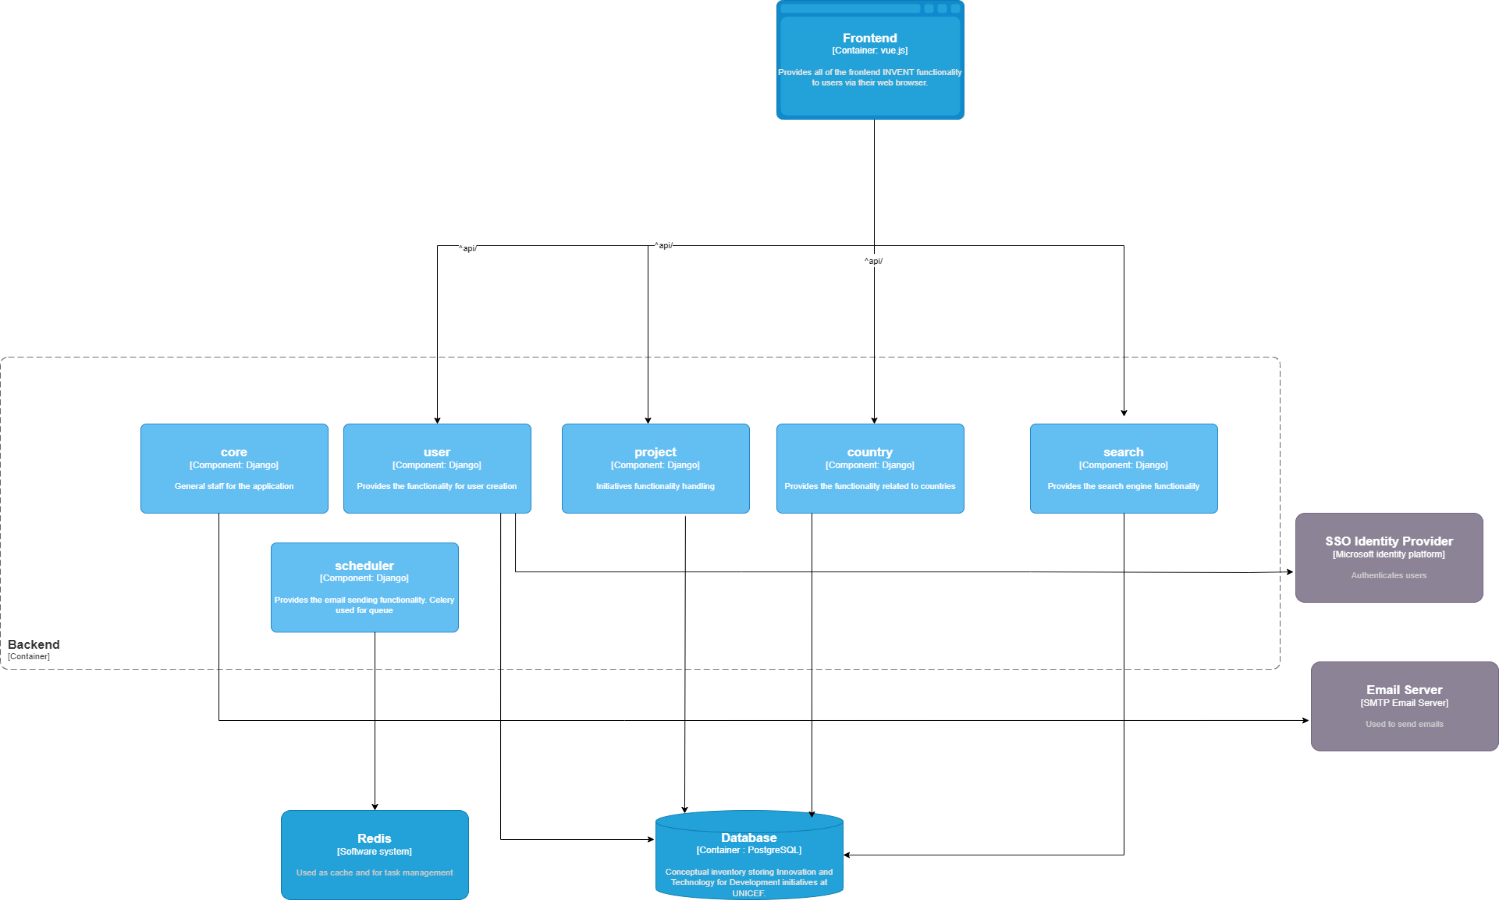 Frontend
[Container: vue.js]
Provides all of the frontend INVENT functionality
to users via their web browser.
^api/
^api/
^api/
core
[Component: Django]
General staff for the application
user
[Component: Django]
Provides the functionality for user creation
project
[Component: Django]
Initiatives functionality handling
country
[Component: Django]
Provides the functionality related to countries
search
[Component: Django]
Provides the search engine functionality
SSO Identity Provider
[Microsoft identity platform]
Authenticates users
scheduler
[Component: Django]
Provides the email sending functionality. Celery
used for queue
Backend
[Container]
Email Server
[SMTP Email Server]
Used to send emails
Redis
[Software system]
Used as cache and for task management
Database
[Container : PostgreSQL]
Conceptual inventory storing Innovation and
Technology for Development initiatives at
UNICEF.